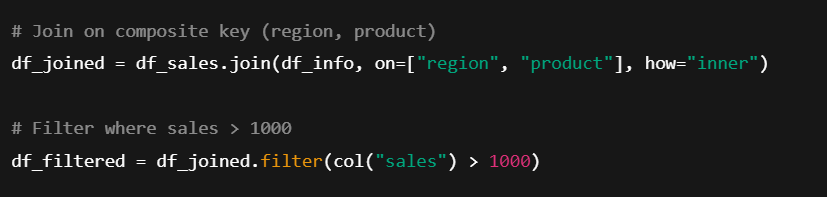 # Join on composite key (region, product)
df_joined = df_sales.join(df_info, on=["region", "product"], how="inner")
# Filter where sales > 1000
df_filtered = df_joined.filter(col("sales") > 1000)